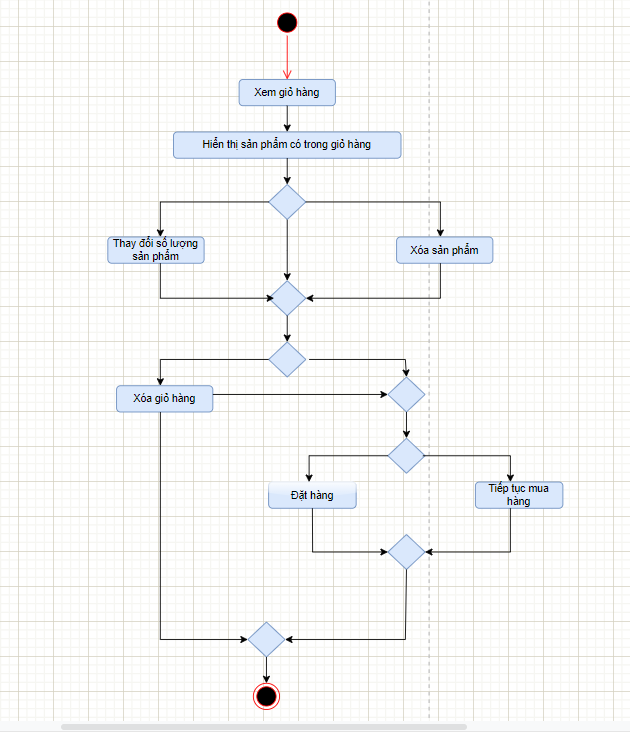 Xem giỏ hàng
Hiển thị sản phẩm có trong giỏ hàng
Thay đổi số lượng
sản phẩm
Xóa sản phẩm
Xóa giỏ hàng
Đặt hàng
Tiếp tục mua
hàng